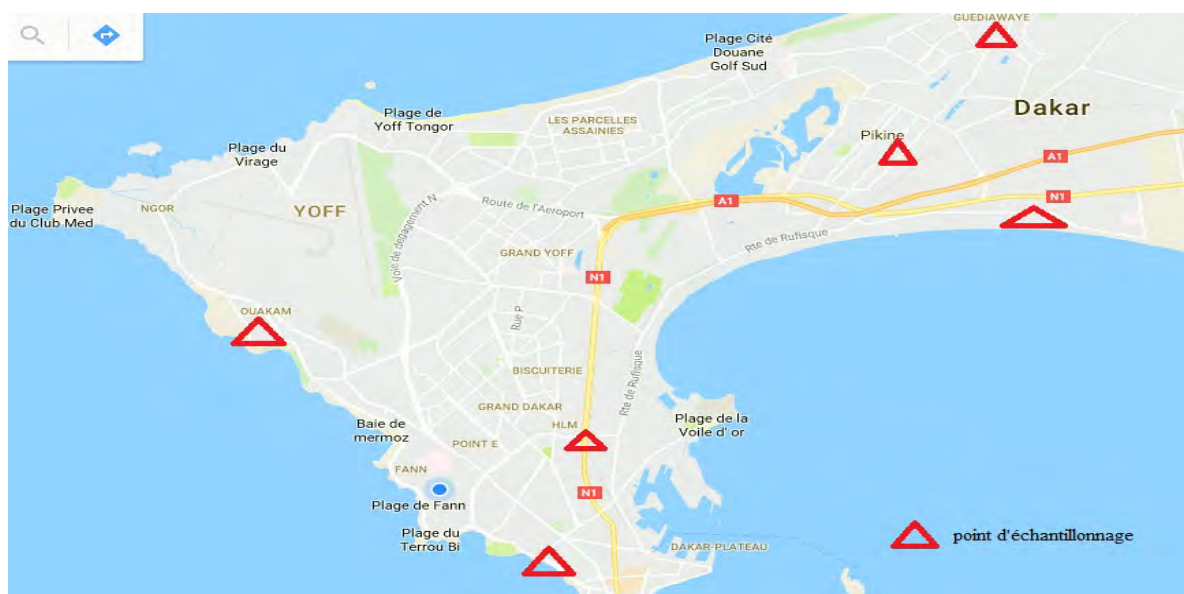 GUEDIAWAYE
Plage Cité
Douane
Golf Sud
Dakar
Plage de
Yoff Tongor
LES PARCELLES
ASSAINIES
Pikine
Plage du
Virage
A1
Plage Privee
du Club Med
NGOR
YOFF
Route de l'Aeroport
A1
N1
Voie de dégagement N
Rte de Rufisque
GRAND YOFF
N1
OUAKAM
Rue P
BISCUITERIE
Rte de Rufisque
GRAND DAKAR
Baie de
mermoz
HLM
Plage de la
Voile d' or
POINT E
FANN
N1
Plage de Fann
Plage du
Terrou Bi
DAKAR-PLATEAU
point d'échantillonnage